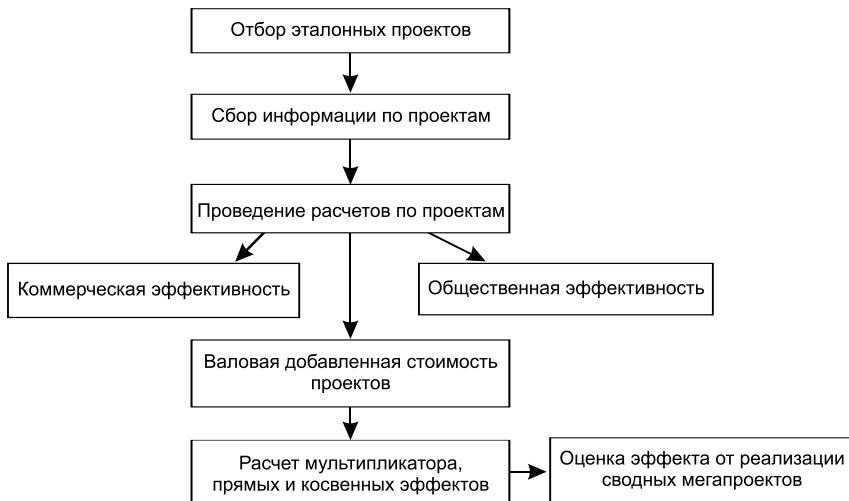 Отбор эталонных проектов
Сбор информации по проектам
Проведение расчетов по проектам
Коммерческая эффективность
Общественная эффективность
Валовая добавленная стоимость
проектов
Расчет мультипликатора,
прямых и косвенных эффектов
Оценка эффекта от реализации
сводных мегапроектов